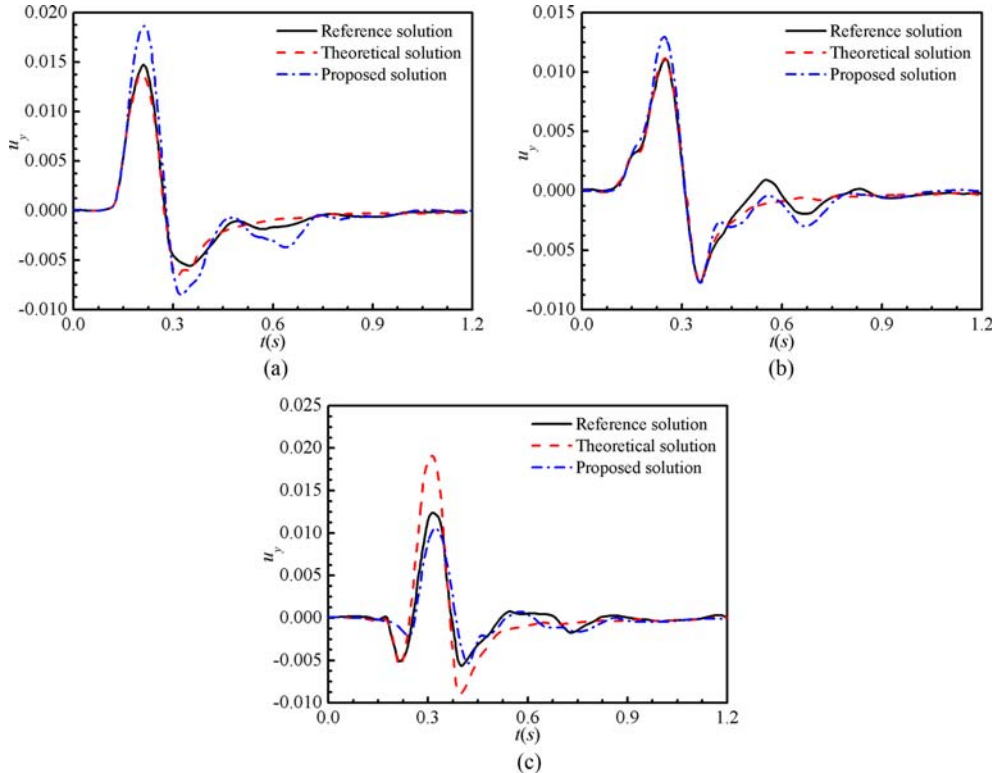 0.020
0.015
0.010
0.005
0.000
-0.005
-0.010
u_y
Reference solution
Theoretical solution
Proposed solution
0.0 0.3 0.6 0.9 1.2
t(s)
(a)
0.015
0.010
0.005
0.000
-0.005
-0.010
u_y
Reference solution
Theoretical solution
Proposed solution
0.0 0.3 0.6 0.9 1.2
t(s)
(b)
0.025
0.020
0.015
0.010
0.005
0.000
-0.005
-0.010
u_y
Reference solution
Theoretical solution
Proposed solution
0.0 0.3 0.6 0.9 1.2
t(s)
(c)